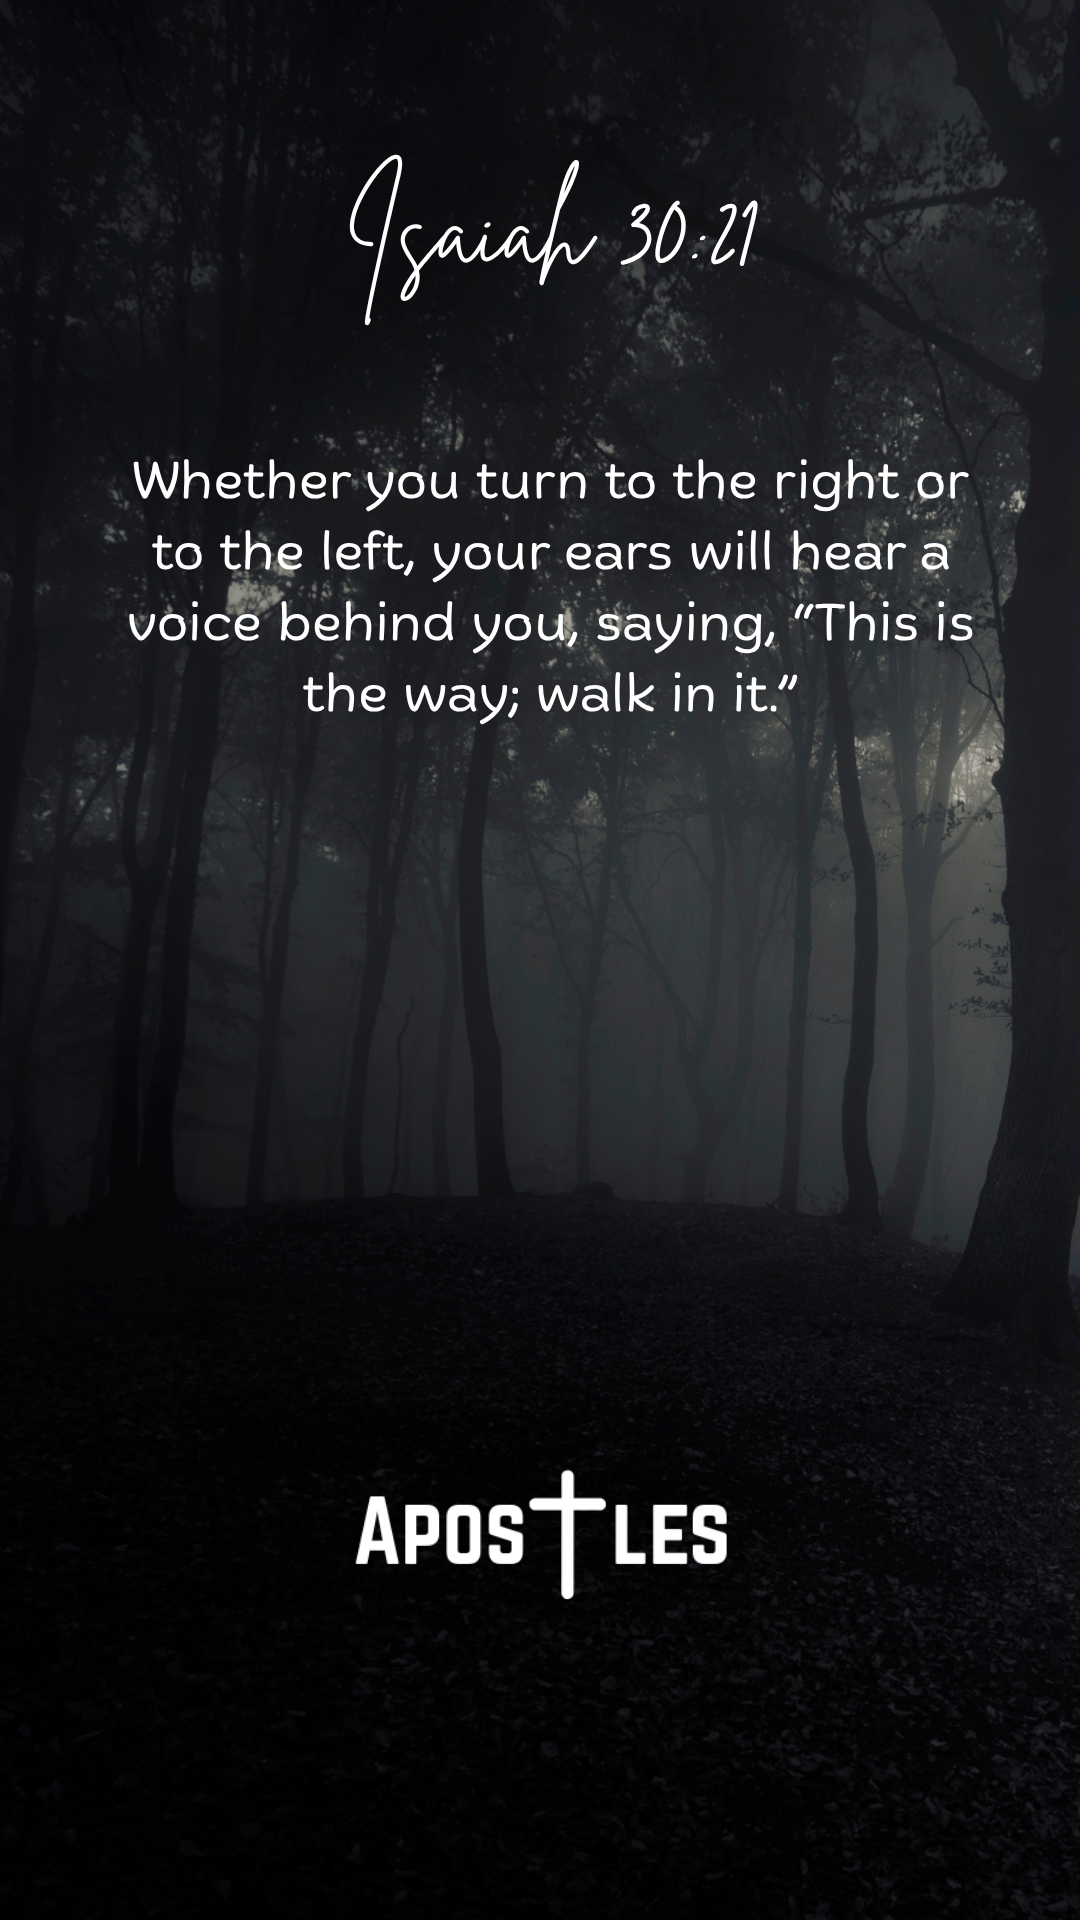 Isaiah 30:21
Whether you turn to the right or
to the left, your ears will hear a
voice behind you, saying, “This is
the way; walk in it.”
APOSTLES